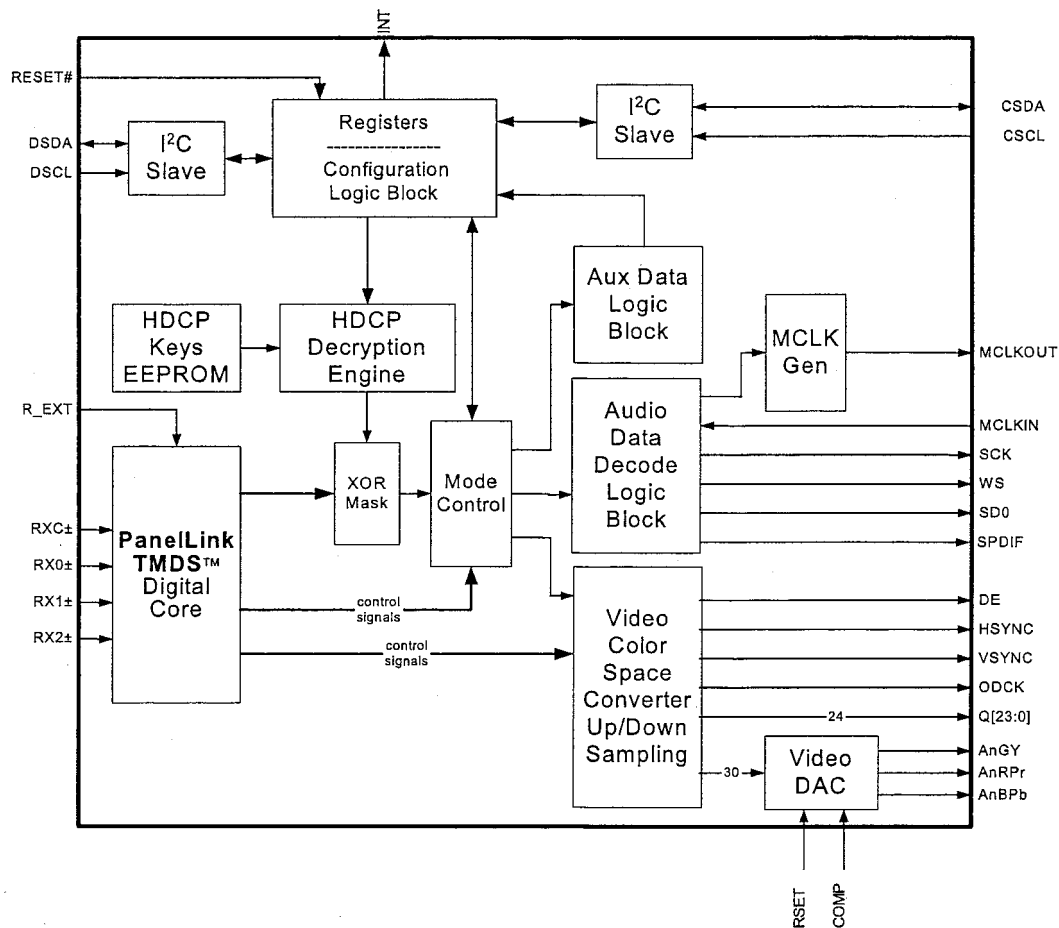 INT
RESET#
DSDA
DSCL
I²C
Slave
Registers
Configuration
Logic Block
I²C
Slave
CSDA
CSCL
HDCP
Keys
EEPROM
HDCP
Decryption
Engine
Aux Data
Logic
Block
MCLK
Gen
MCLKOUT
R_EXT
RXC±
RX0±
RX1±
RX2±
PanelLink
TMDS™
Digital
Core
XOR
Mask
Mode
Control
Audio
Data
Decode
Logic
Block
MCLKIN
SCK
WS
SD0
SPDIF
control
signals
control
signals
Video
Color
Space
Converter
Up/Down
Sampling
DE
HSYNC
VSYNC
ODCK
24
Q[23:0]
30
Video
DAC
AnGY
AnRPr
AnBPb
RSET
COMP